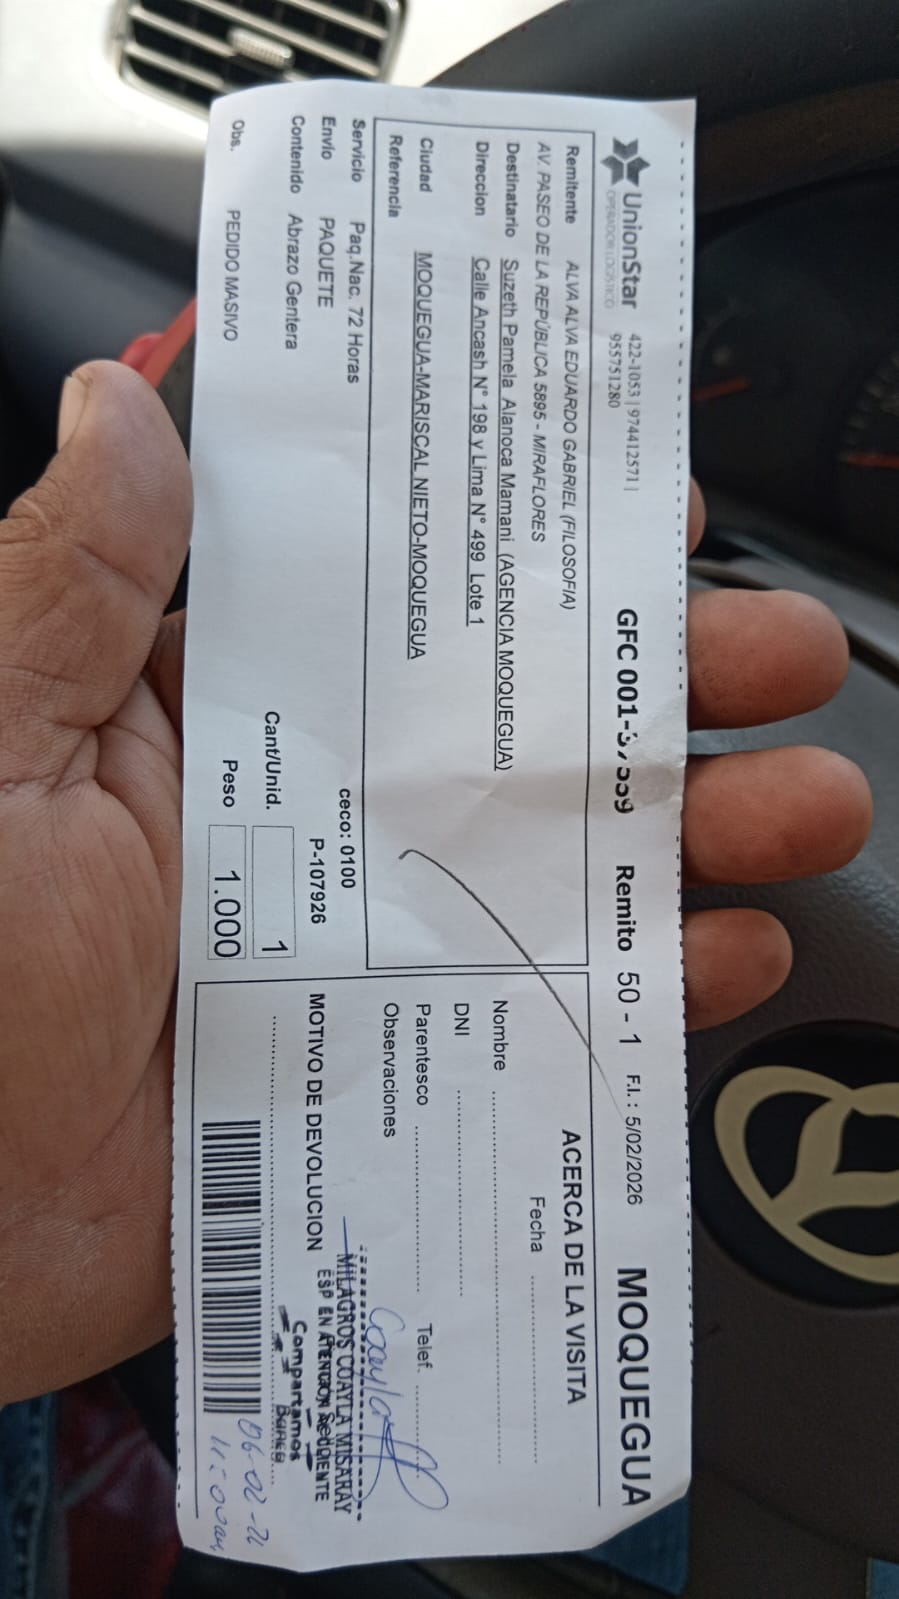 UnionStar
OPERADOR LOGISTICO
422-1053 | 974412571 |
955751280
GFC 001-37559 Remito 50 - 1 F.I.: 5/02/2026 MOQUEGUA
Remitente ALVA ALVA EDUARDO GABRIEL (FILOSOFIA)
AV. PASEO DE LA REPÚBLICA 5895 - MIRAFLORES
Destinatario Suzeth Pamela Alanoca Mamani (AGENCIA MOQUEGUA)
Direccion Calle Ancash N° 198 y Lima N° 499 Lote 1
Ciudad MOQUEGUA-MARISCAL NIETO-MOQUEGUA
Referencia
Servicio Paq.Nac. 72 Horas ceco: 0100
Envio PAQUETE P-107926
Contenido Abrazo Gentera Cant/Unid. 1
Obs. PEDIDO MASIVO Peso 1.000
ACERCA DE LA VISITA
Fecha
Nombre
DNI
Parentesco Telef.
Observaciones
MOTIVO DE DEVOLUCION
Coayla
MILAGROS COAYLA MISARAY
ESP EN ATENCION AL CLIENTE
Compartamos
Banco
06-02-26